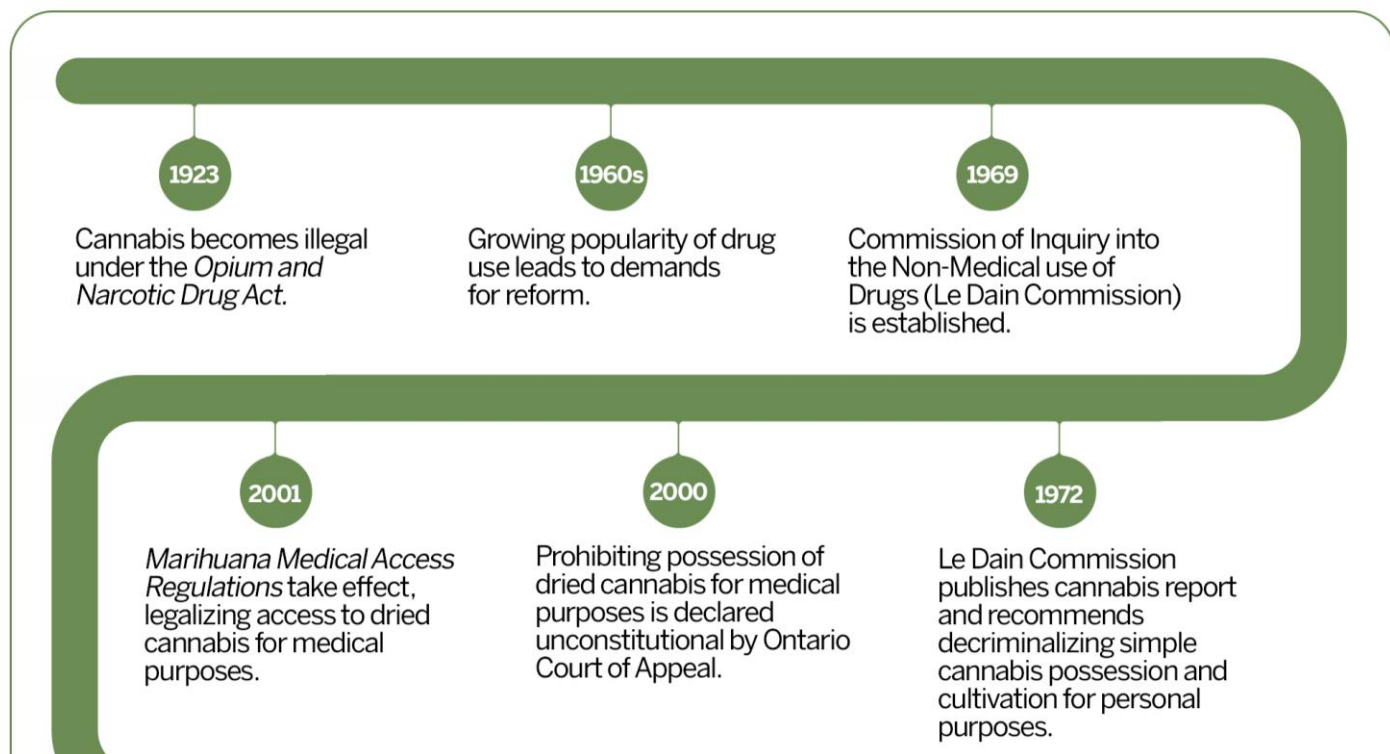 1923
Cannabis becomes illegal
under the Opium and
Narcotic Drug Act.
1960s
Growing popularity of drug
use leads to demands
for reform.
1969
Commission of Inquiry into
the Non-Medical use of
Drugs (Le Dain Commission)
is established.
2001
Marihuana Medical Access
Regulations take effect,
legalizing access to dried
cannabis for medical
purposes.
2000
Prohibiting possession of
dried cannabis for medical
purposes is declared
unconstitutional by Ontario
Court of Appeal.
1972
Le Dain Commission
publishes cannabis report
and recommends
decriminalizing simple
cannabis possession and
cultivation for personal
purposes.